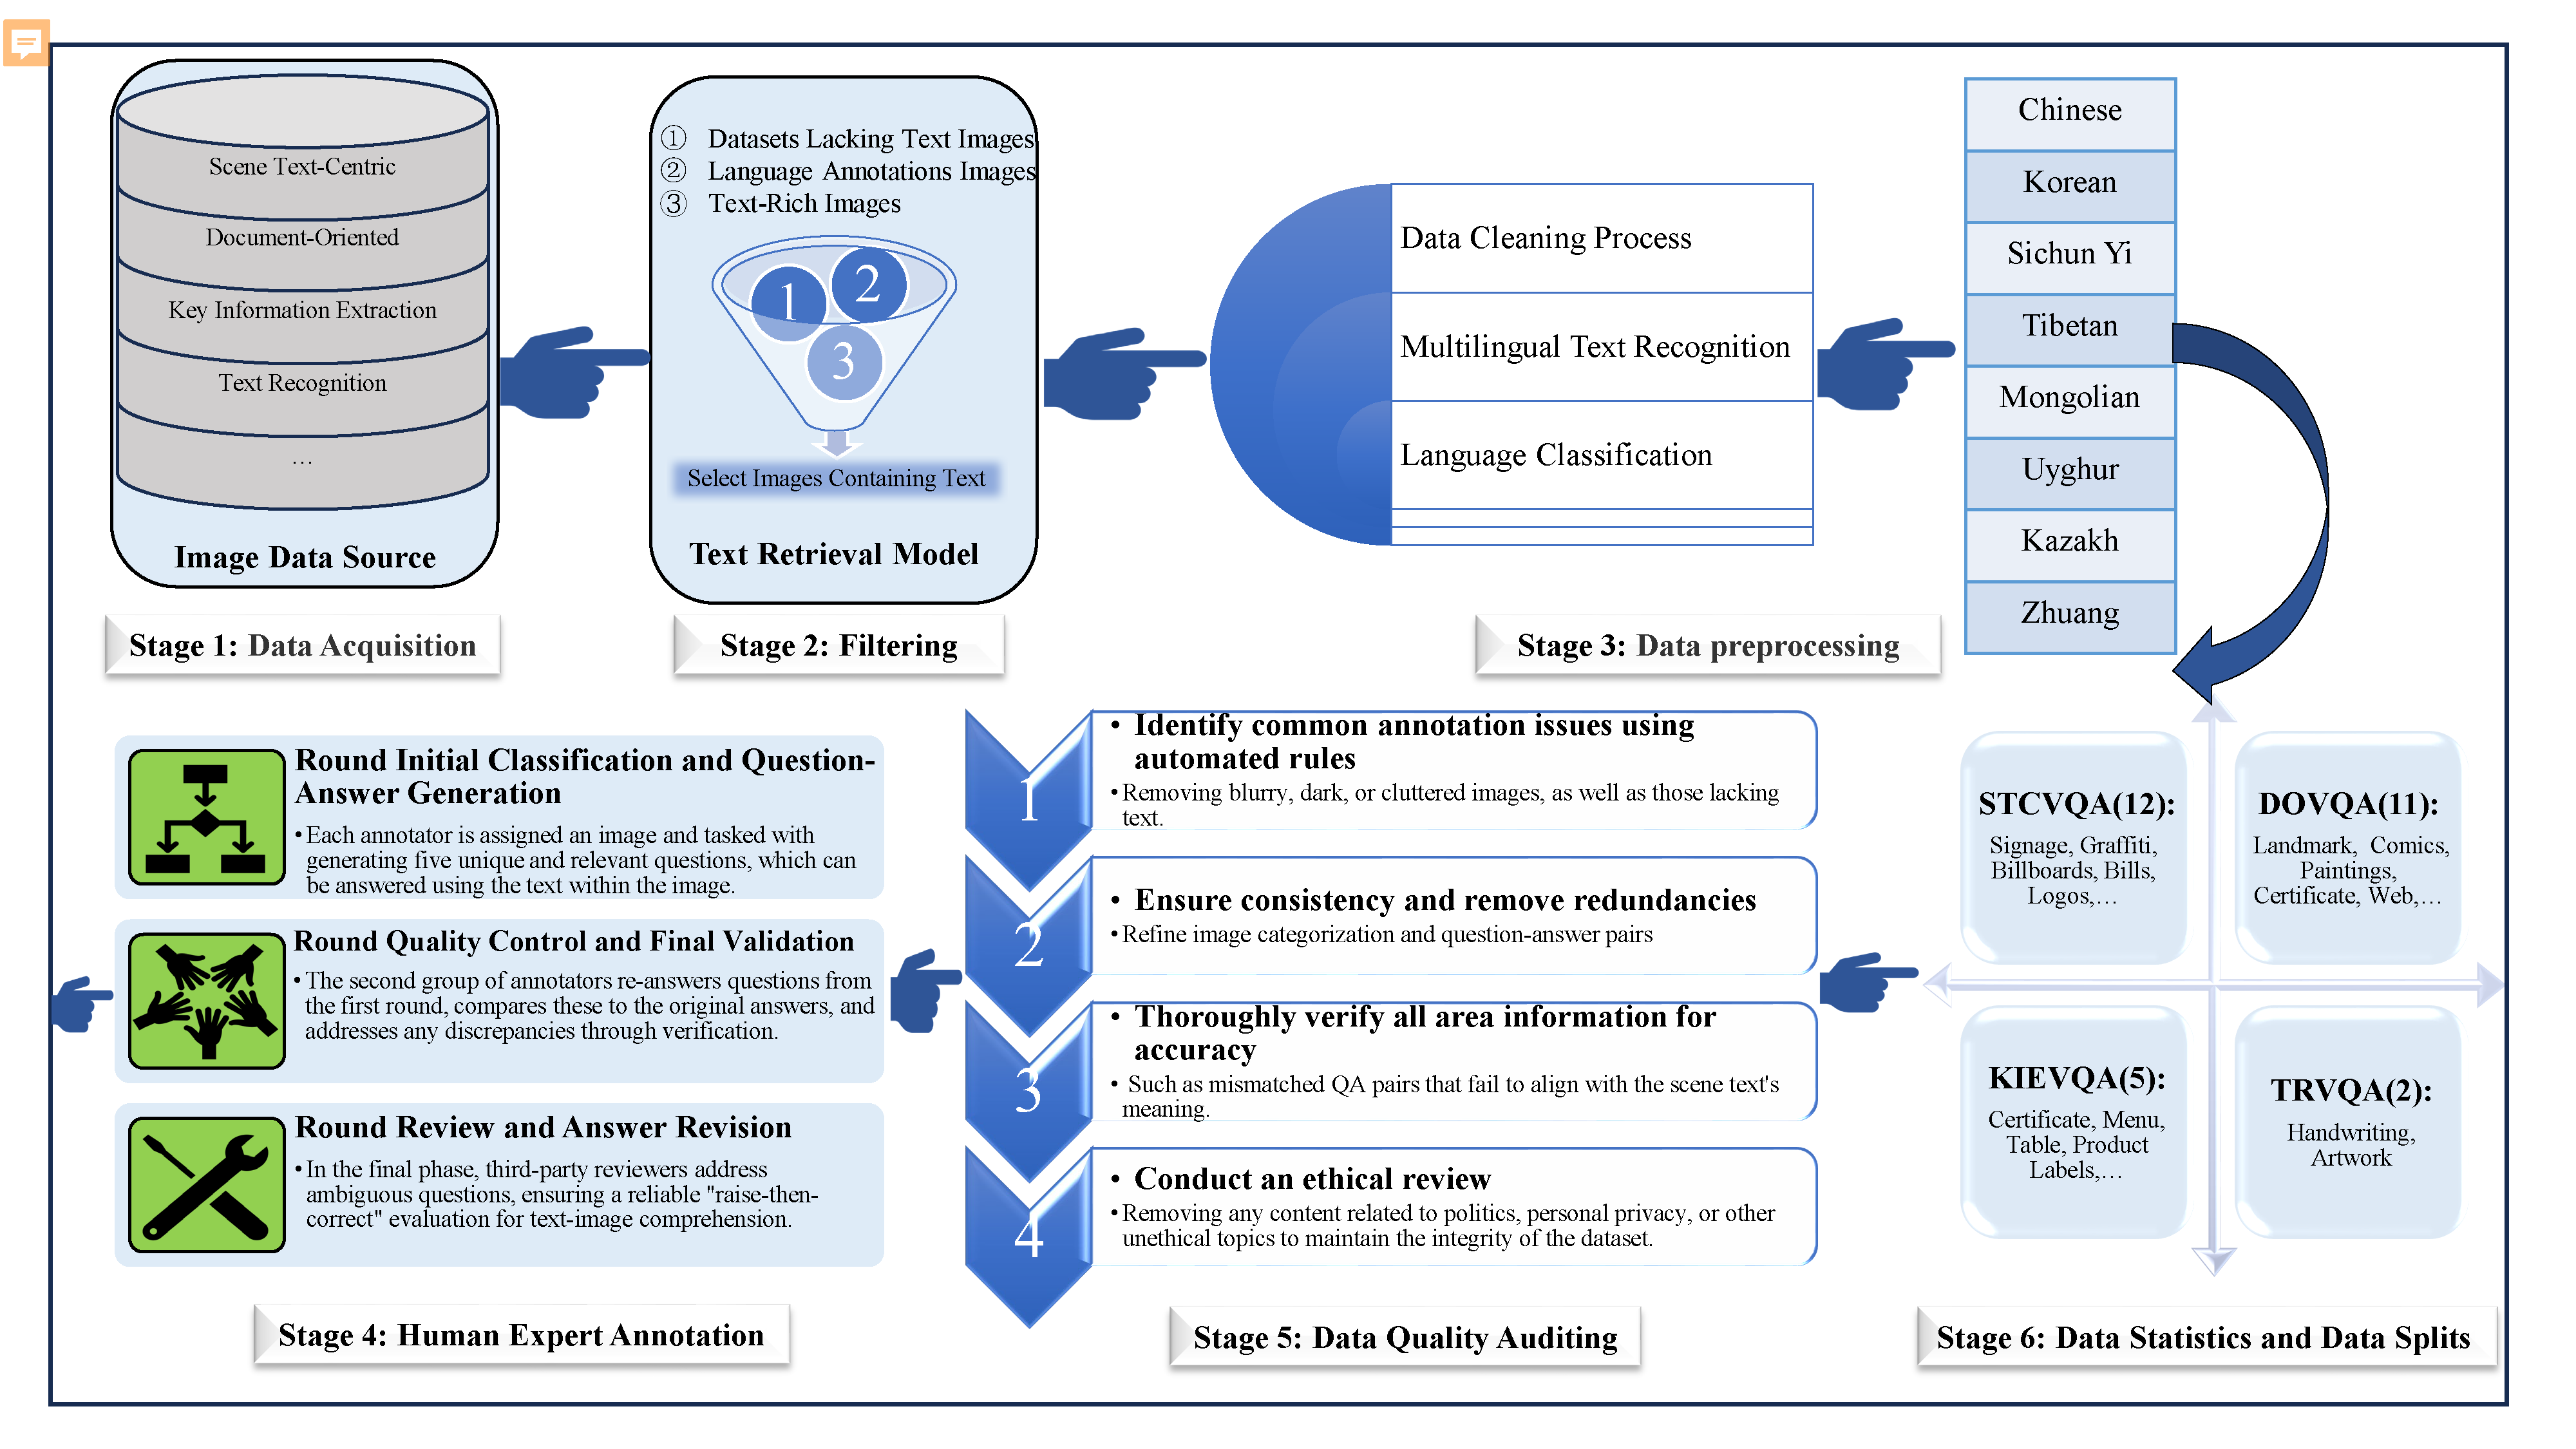 Scene Text-Centric
Document-Oriented
Key Information Extraction
Text Recognition
...
Image Data Source
Stage 1: Data Acquisition
① Datasets Lacking Text Images
② Language Annotations Images
③ Text-Rich Images
1
2
3
Select Images Containing Text
Text Retrieval Model
Stage 2: Filtering
Data Cleaning Process
Multilingual Text Recognition
Language Classification
Stage 3: Data preprocessing
Chinese
Korean
Sichun Yi
Tibetan
Mongolian
Uyghur
Kazakh
Zhuang
Round Initial Classification and Question-
Answer Generation
• Each annotator is assigned an image and tasked with
generating five unique and relevant questions, which can
be answered using the text within the image.
Round Quality Control and Final Validation
• The second group of annotators re-answers questions from
the first round, compares these to the original answers, and
addresses any discrepancies through verification.
Round Review and Answer Revision
• In the final phase, third-party reviewers address
ambiguous questions, ensuring a reliable "raise-then-
correct" evaluation for text-image comprehension.
Stage 4: Human Expert Annotation
1
• Identify common annotation issues using
automated rules
• Removing blurry, dark, or cluttered images, as well as those lacking
text.
2
• Ensure consistency and remove redundancies
• Refine image categorization and question-answer pairs
3
• Thoroughly verify all area information for
accuracy
• Such as mismatched QA pairs that fail to align with the scene text's
meaning.
4
• Conduct an ethical review
• Removing any content related to politics, personal privacy, or other
unethical topics to maintain the integrity of the dataset.
Stage 5: Data Quality Auditing
STCVQA(12):
Signage, Graffiti,
Billboards, Bills,
Logos,...
DOVQA(11):
Landmark, Comics,
Paintings,
Certificate, Web,...
KIEVQA(5):
Certificate, Menu,
Table, Product
Labels,...
TRVQA(2):
Handwriting,
Artwork
Stage 6: Data Statistics and Data Splits